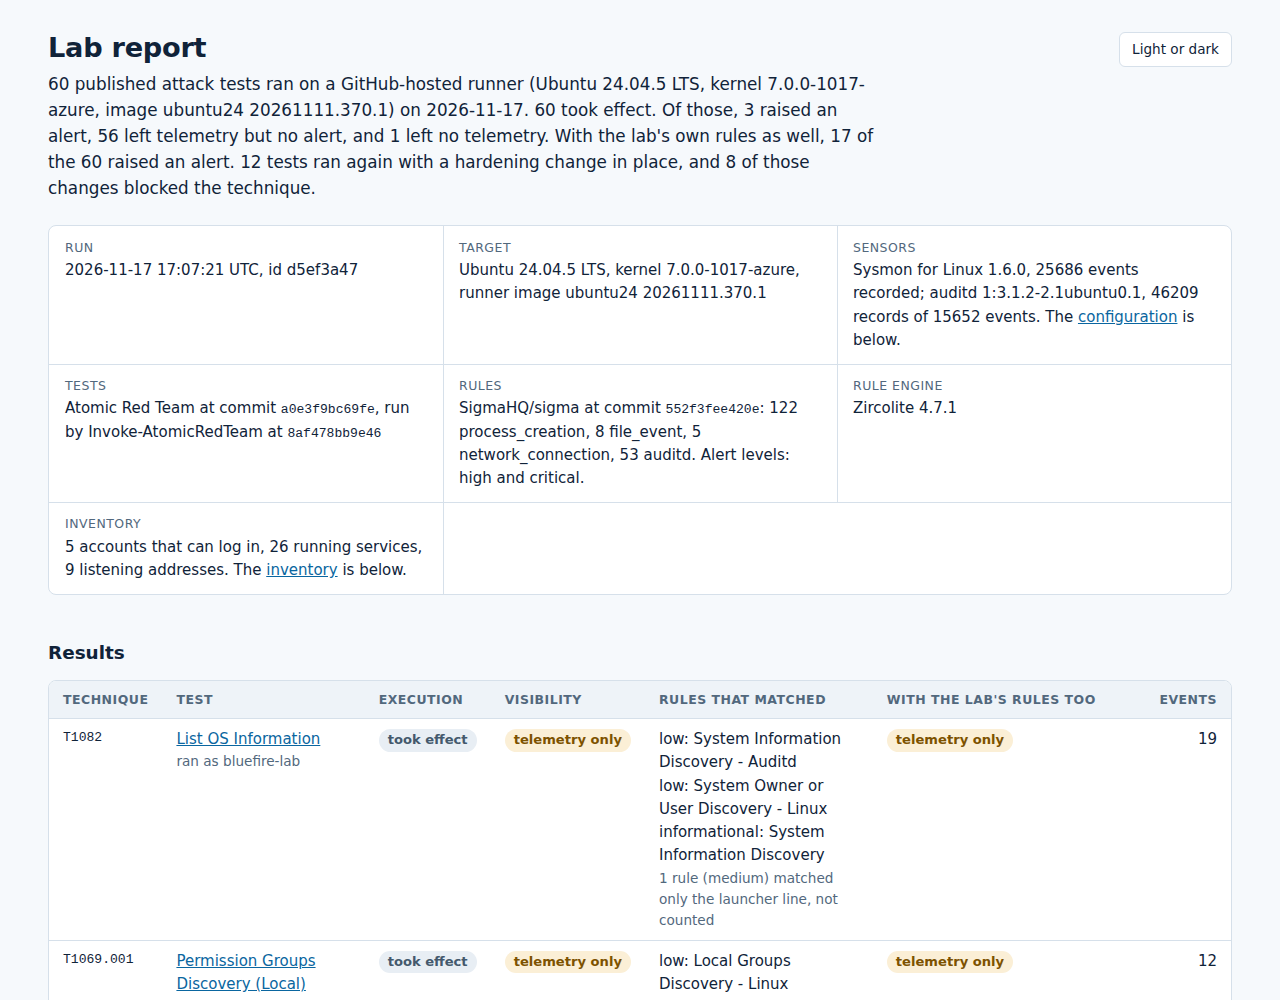 Lab report
Light or dark
60 published attack tests ran on a GitHub-hosted runner (Ubuntu 24.04.5 LTS, kernel 7.0.0-1017-
azure, image ubuntu24 20261111.370.1) on 2026-11-17. 60 took effect. Of those, 3 raised an
alert, 56 left telemetry but no alert, and 1 left no telemetry. With the lab's own rules as well, 17 of
the 60 raised an alert. 12 tests ran again with a hardening change in place, and 8 of those
changes blocked the technique.
RUN
2026-11-17 17:07:21 UTC, id d5ef3a47
TARGET
Ubuntu 24.04.5 LTS, kernel 7.0.0-1017-azure,
runner image ubuntu24 20261111.370.1
SENSORS
Sysmon for Linux 1.6.0, 25686 events
recorded; auditd 1:3.1.2-2.1ubuntu0.1, 46209
records of 15652 events. The configuration is
below.
TESTS
Atomic Red Team at commit a0e3f9bc69fe, run
by Invoke-AtomicRedTeam at 8af478bb9e46
RULES
SigmaHQ/sigma at commit 552f3fee420e: 122
process_creation, 8 file_event, 5
network_connection, 53 auditd. Alert levels:
high and critical.
RULE ENGINE
Zircolite 4.7.1
INVENTORY
5 accounts that can log in, 26 running services,
9 listening addresses. The inventory is below.
Results
TECHNIQUE TEST EXECUTION VISIBILITY RULES THAT MATCHED WITH THE LAB'S RULES TOO EVENTS
T1082
List OS Information
ran as bluefire-lab
took effect
telemetry only
low: System Information
Discovery - Auditd
low: System Owner or
User Discovery - Linux
informational: System
Information Discovery
1 rule (medium) matched
only the launcher line, not
counted
telemetry only
19
T1069.001
Permission Groups
Discovery (Local)
took effect
telemetry only
low: Local Groups
Discovery - Linux
telemetry only
12